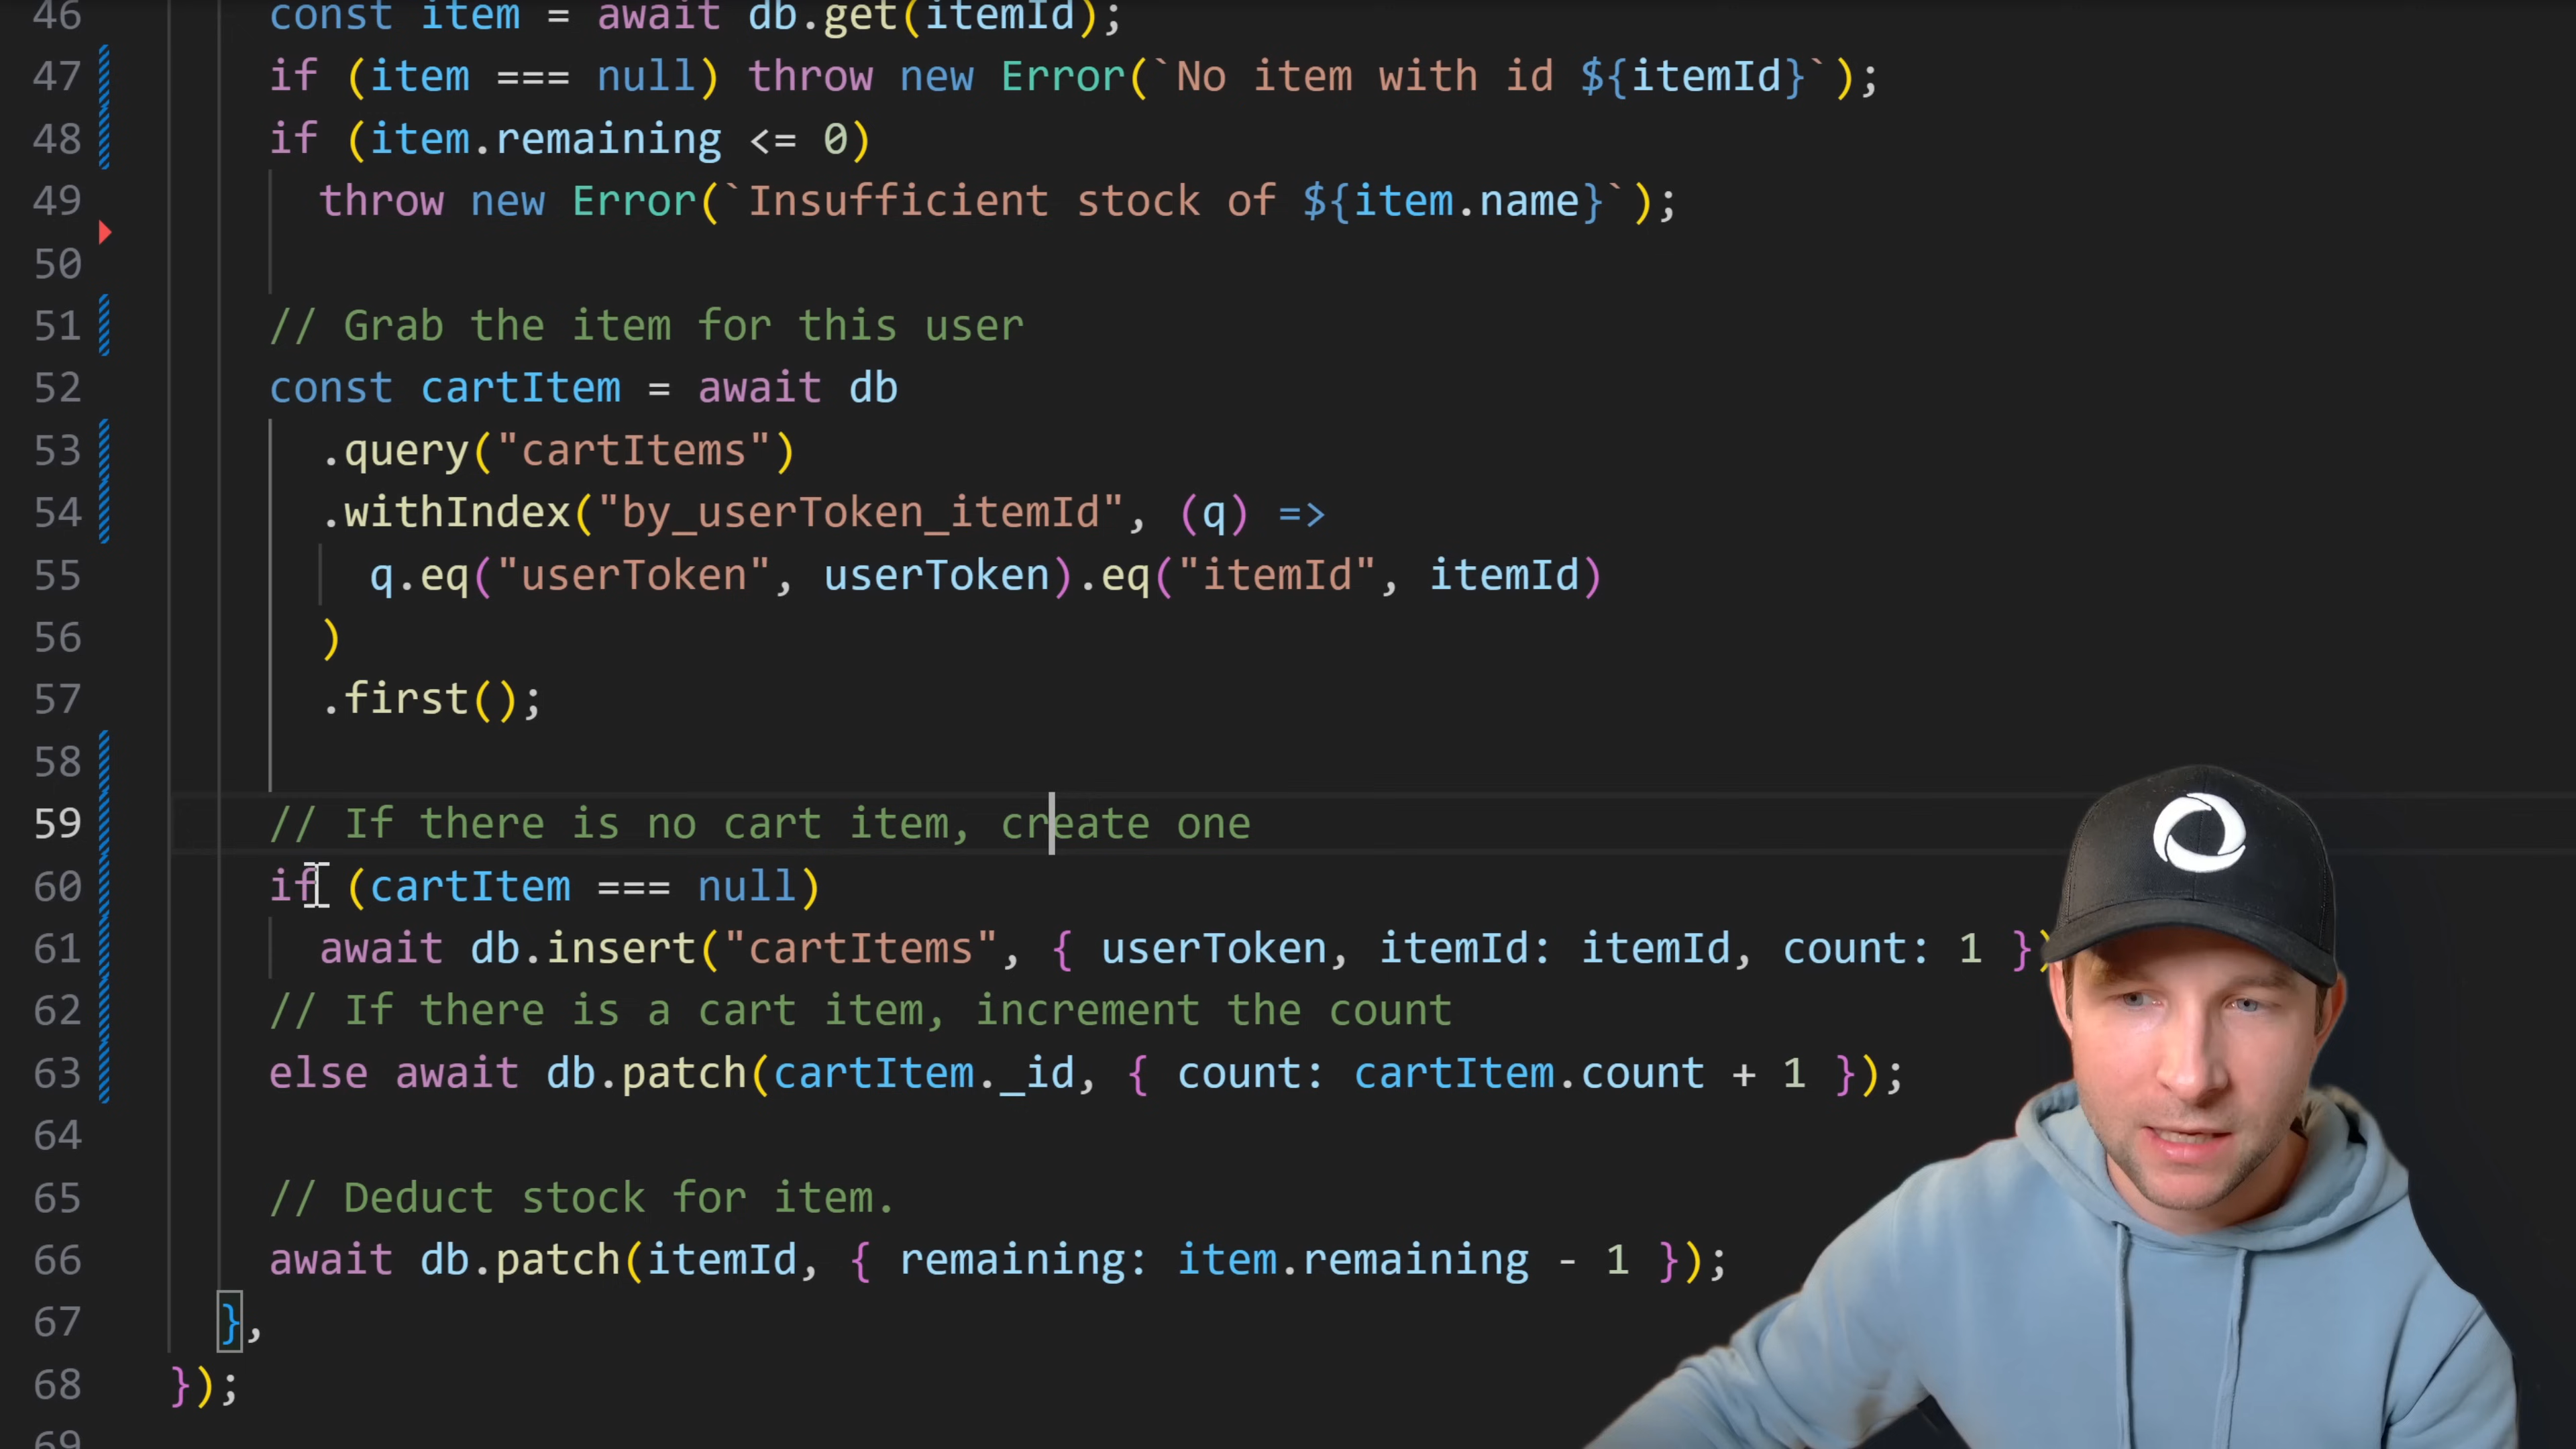 46 const item = await db.get(itemId);
47 if (item === null) throw new Error(`No item with id ${itemId}`);
48 if (item.remaining <= 0)
49 throw new Error(`Insufficient stock of ${item.name}`);
50
51 // Grab the item for this user
52 const cartItem = await db
53 .query("cartItems")
54 .withIndex("by_userToken_itemId", (q) =>
55 q.eq("userToken", userToken).eq("itemId", itemId)
56 )
57 .first();
58
59 // If there is no cart item, create one
60 if (cartItem === null)
61 await db.insert("cartItems", { userToken, itemId: itemId, count: 1 })
62 // If there is a cart item, increment the count
63 else await db.patch(cartItem._id, { count: cartItem.count + 1 });
64
65 // Deduct stock for item.
66 await db.patch(itemId, { remaining: item.remaining - 1 });
67 },
68 });
69